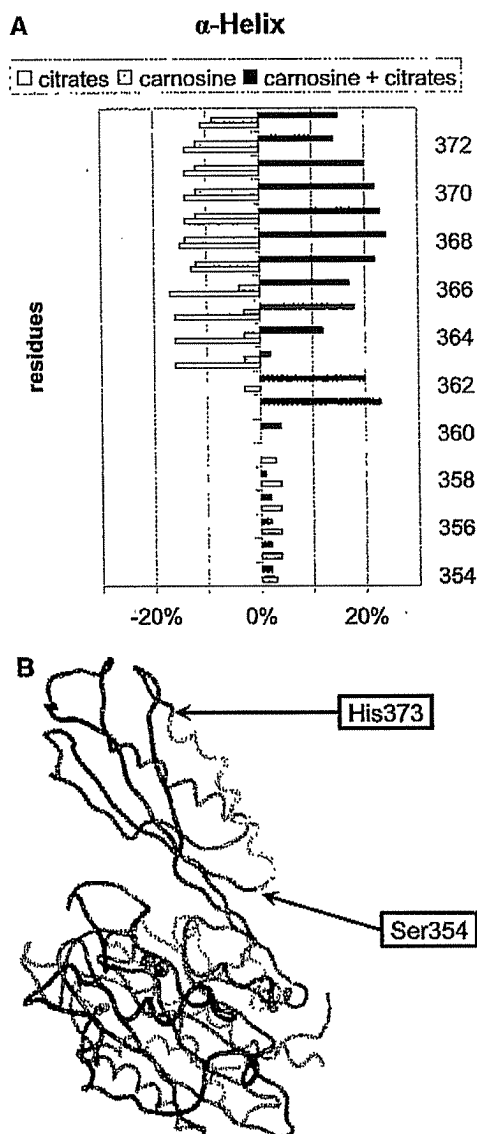 A
α-Helix
citrates carnosine carnosine + citrates
372
370
368
366
364
362
360
358
356
354
residues
-20% 0% 20%
B
His373
Ser354